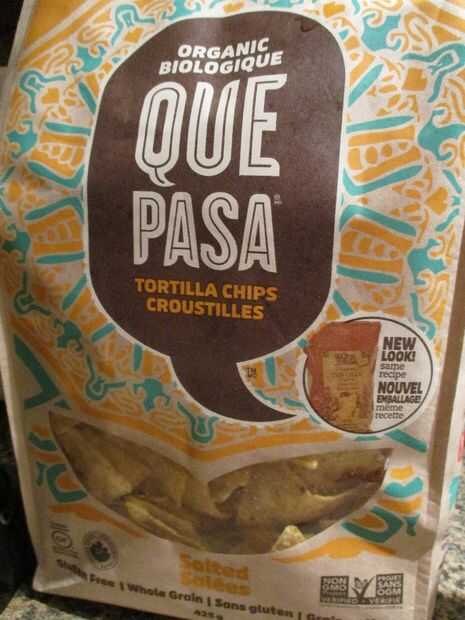 ORGANIC
BIOLOGIQUE
QUE
PASA
TORTILLA CHIPS
CROUSTILLES
NEW
LOOK!
same
recipe
NOUVEL
EMBALLAGE!
même
recette
Salted
Salées
Gluten Free | Whole Grain | Sans gluten |
425 g
NON
GMO
VERIFIED
PROJET
SANS
OGM
VÉRIFIÉ